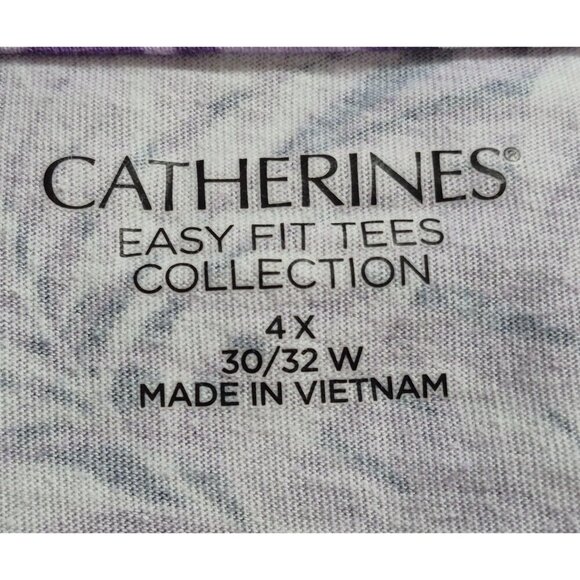 CATHERINES®
EASY FIT TEES
COLLECTION
4 X
30/32 W
MADE IN VIETNAM